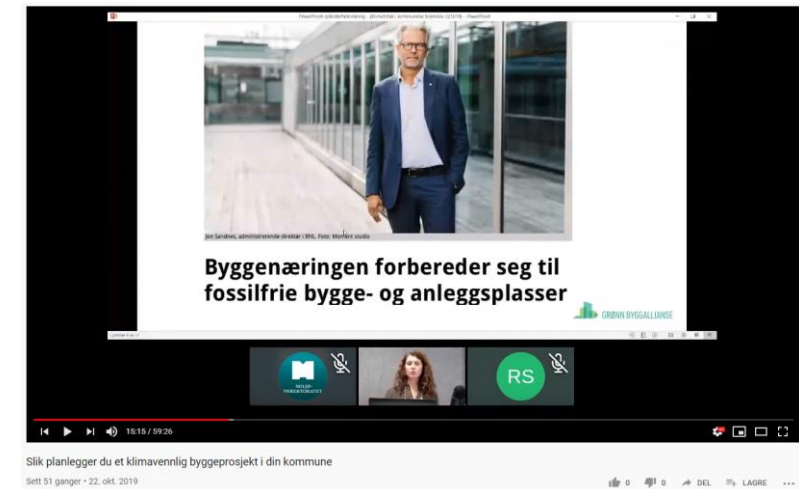 Jon Sandnes, administrerende direktør i BNL. Foto: Moment studio
Byggenæringen forbereder seg til
fossilfrie bygge- og anleggsplasser
GRØNN BYGGALLIANSE
MILJØ-
DIREKTORATET
RS
15:15 / 59:26
Slik planlegger du et klimavennlig byggeprosjekt i din kommune
Sett 51 ganger • 22. okt. 2019
0
0
DEL
LAGRE